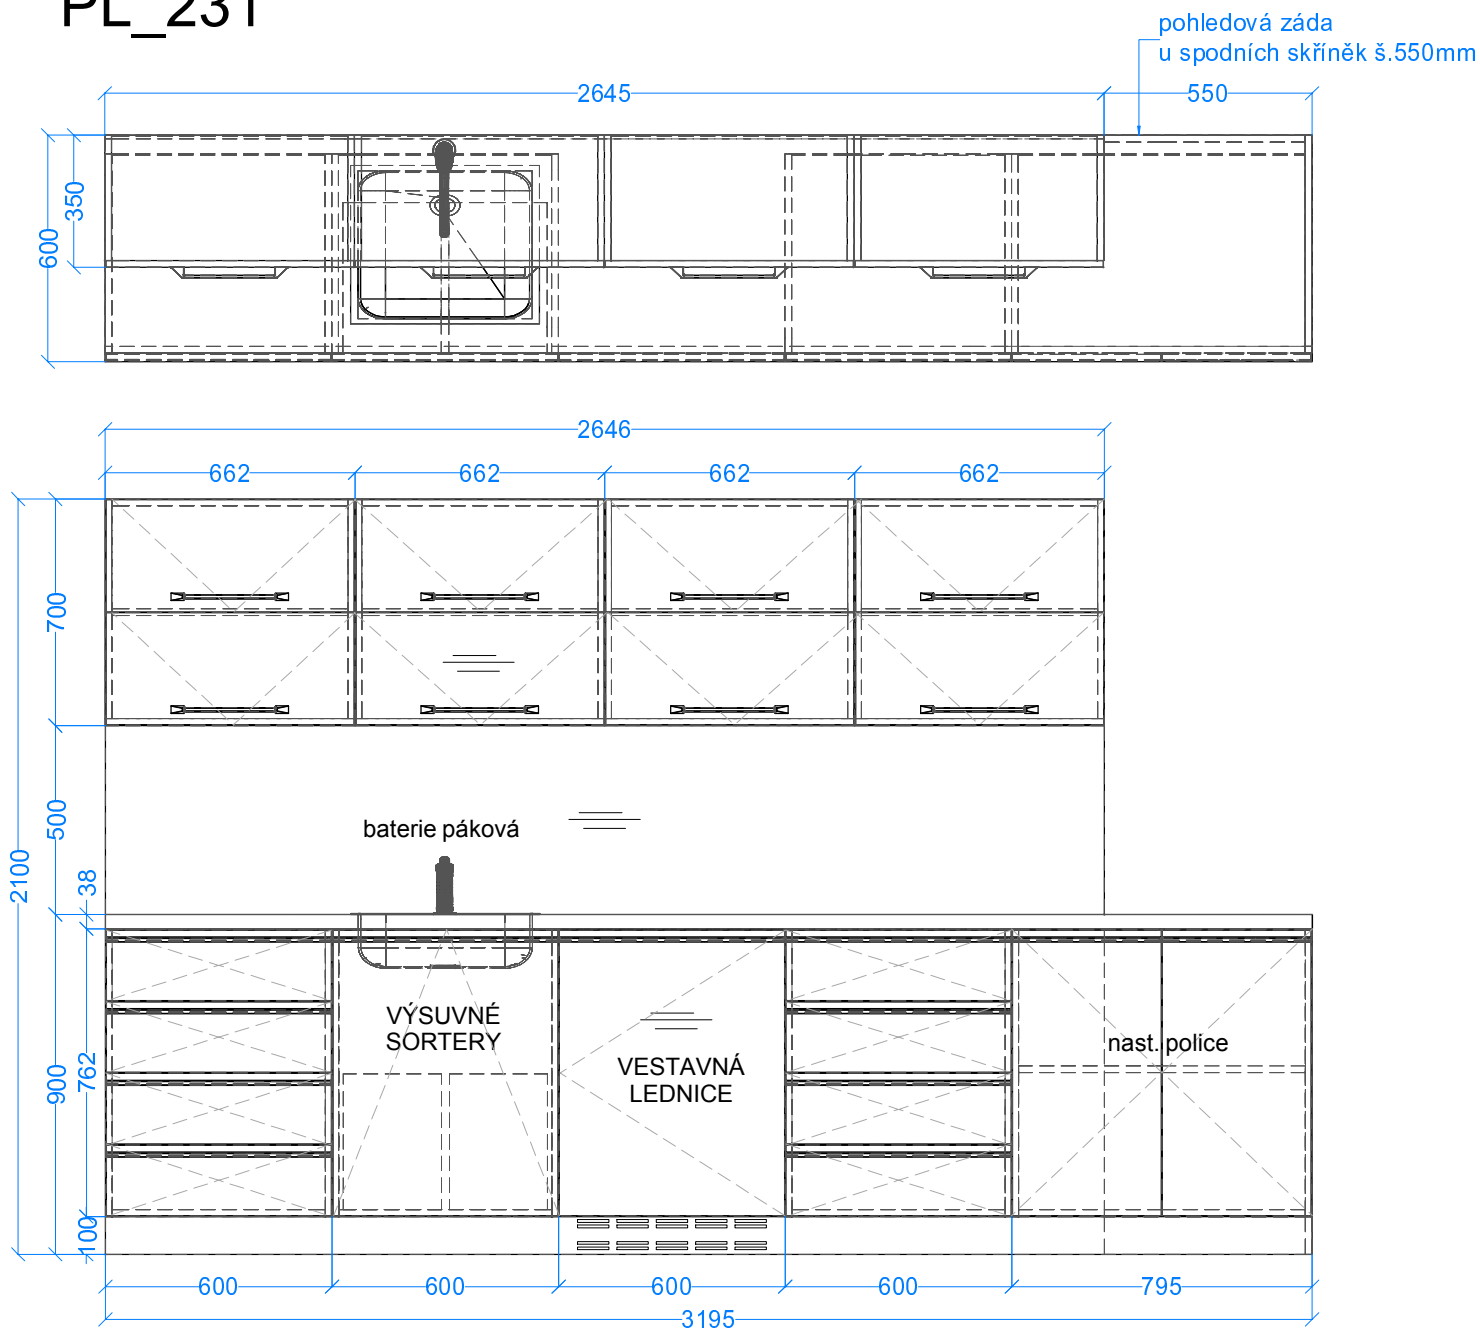 PL_231
pohledová záda
u spodních skříněk š.550mm
2645
550
350
600
2646
662
662
662
662
700
500
38
2100
baterie páková
VÝSUVNÉ
SORTERY
VESTAVNÁ
LEDNICE
nast. police
900
762
100
600
600
600
600
795
3195